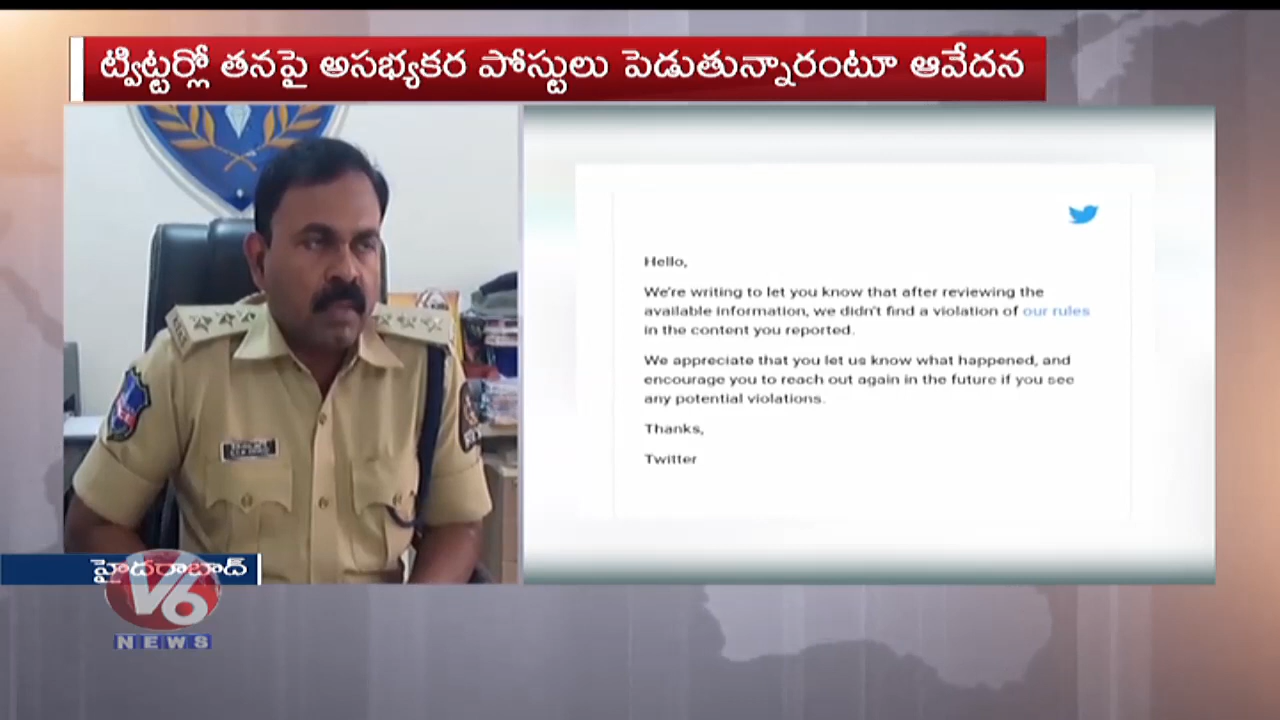 ట్విట్టర్లో తనపై అసభ్యకర పోస్టులు పెడుతున్నారంటూ ఆవేదన
Hello,
We're writing to let you know that after reviewing the
available information, we didn't find a violation of our rules
in the content you reported.
We appreciate that you let us know what happened, and
encourage you to reach out again in the future if you see
any potential violations.
Thanks,
Twitter
హైదరాబాద్
V6
NEWS